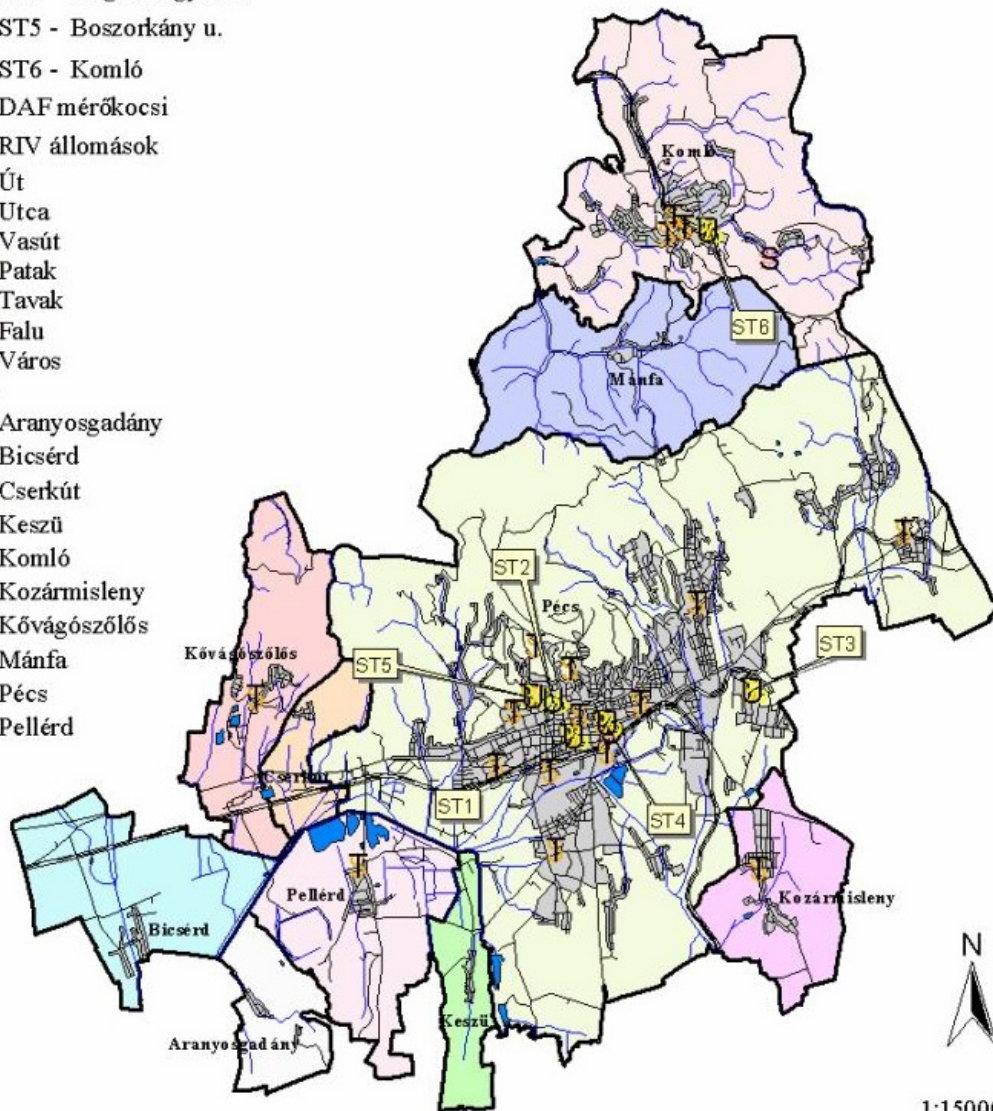 ST5 - Boszorkány u.
ST6 - Komló
DAF mérőkocsi
RIV állomások
Út
Utca
Vasút
Patak
Tavak
Falu
Város
Aranyosgadány
Bicsérd
Cserkút
Keszü
Komló
Kozármisleny
Kővágószőlős
Mánfa
Pécs
Pellérd
Komló
S
ST6
Mánfa
ST2
Pécs
ST3
Kővágószőlős
ST5
Cserkút
ST1
ST4
Pellérd
Kozármisleny
Bicsérd
N
Keszü
Aranyosgadány